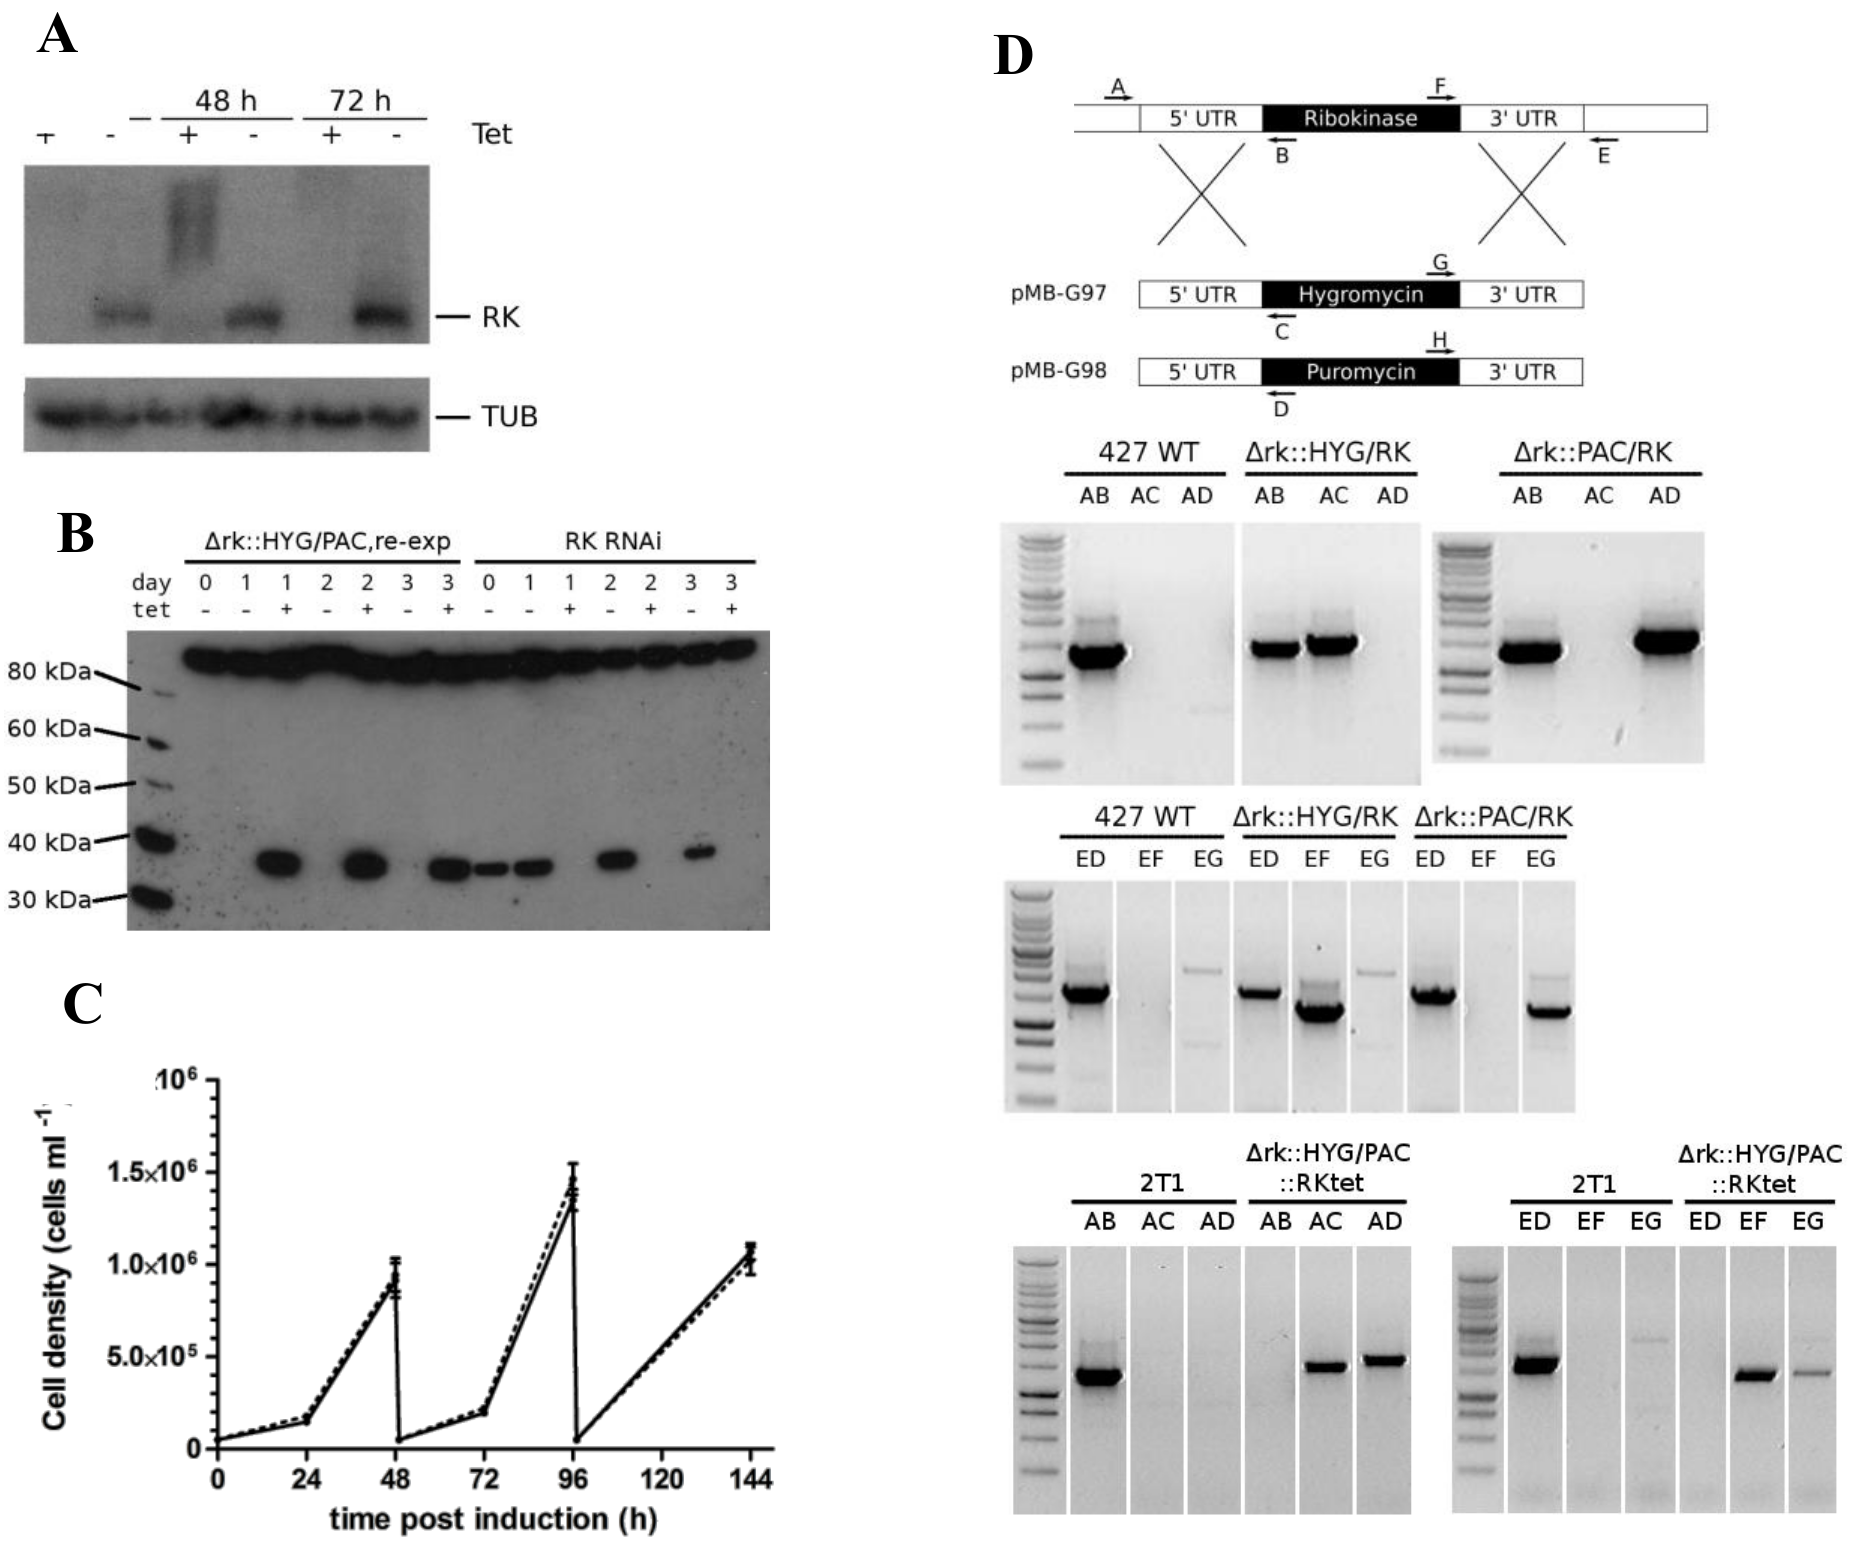 A
48 h 72 h
+ - + - + - Tet
RK
TUB
B
Δrk::HYG/PAC,re-exp RK RNAi
day 0 1 1 2 2 3 3 0 1 1 2 2 3 3
tet - - + - + - + - - + - + - +
80 kDa
60 kDa
50 kDa
40 kDa
30 kDa
C
10⁶
1.5×10⁶
1.0×10⁶
5.0×10⁵
0
Cell density (cells ml⁻¹
0 24 48 72 96 120 144
time post induction (h)
D
A F
5' UTR Ribokinase 3' UTR
B E
G
pMB-G97 5' UTR Hygromycin 3' UTR
C
H
pMB-G98 5' UTR Puromycin 3' UTR
D
427 WT Δrk::HYG/RK Δrk::PAC/RK
AB AC AD AB AC AD AB AC AD
427 WT Δrk::HYG/RK Δrk::PAC/RK
ED EF EG ED EF EG ED EF EG
2T1 Δrk::HYG/PAC
::RKtet
AB AC AD AB AC AD
2T1 Δrk::HYG/PAC
::RKtet
ED EF EG ED EF EG